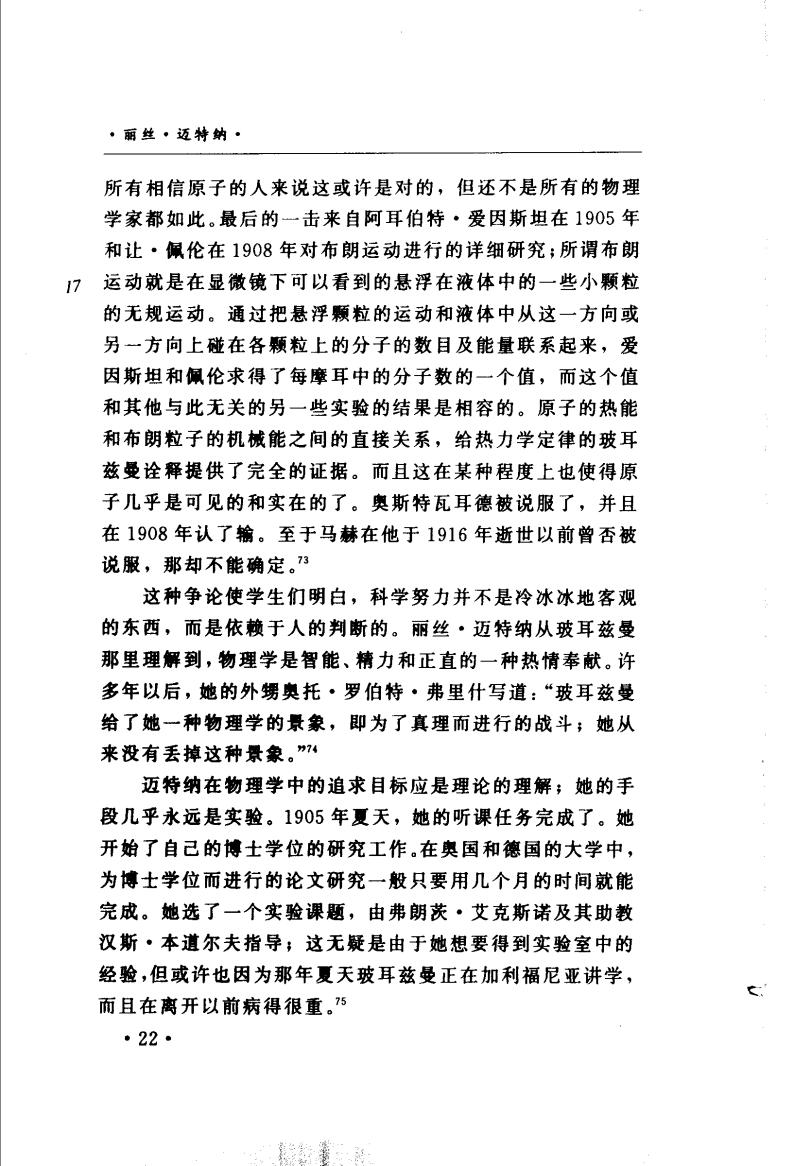 ·丽丝·迈特纳·
所有相信原子的人来说这或许是对的，但还不是所有的物理
学家都如此。最后的一击来自阿耳伯特·爱因斯坦在 1905 年
和让·佩伦在 1908 年对布朗运动进行的详细研究；所谓布朗
17 运动就是在显微镜下可以看到的悬浮在液体中的一些小颗粒
的无规运动。通过把悬浮颗粒的运动和液体中从这一方向或
另一方向上碰在各颗粒上的分子的数目及能量联系起来，爱
因斯坦和佩伦求得了每摩耳中的分子数的一个值，而这个值
和其他与此无关的另一些实验的结果是相容的。原子的热能
和布朗粒子的机械能之间的直接关系，给热力学定律的玻耳
兹曼诠释提供了完全的证据。而且这在某种程度上也使得原
子几乎是可见的和实在的了。奥斯特瓦耳德被说服了，并且
在 1908 年认了输。至于马赫在他于 1916 年逝世以前曾否被
说服，那却不能确定。73
这种争论使学生们明白，科学努力并不是冷冰冰地客观
的东西，而是依赖于人的判断的。丽丝·迈特纳从玻耳兹曼
那里理解到，物理学是智能、精力和正直的一种热情奉献。许
多年以后，她的外甥奥托·罗伯特·弗里什写道：“玻耳兹曼
给了她一种物理学的景象，即为了真理而进行的战斗；她从
来没有丢掉这种景象。”74
迈特纳在物理学中的追求目标应是理论的理解；她的手
段几乎永远是实验。1905 年夏天，她的听课任务完成了。她
开始了自己的博士学位的研究工作。在奥国和德国的大学中，
为博士学位而进行的论文研究一般只要用几个月的时间就能
完成。她选了一个实验课题，由弗朗茨·艾克斯诺及其助教
汉斯·本道尔夫指导；这无疑是由于她想要得到实验室中的
经验，但或许也因为那年夏天玻耳兹曼正在加利福尼亚讲学，
而且在离开以前病得很重。75
·22·